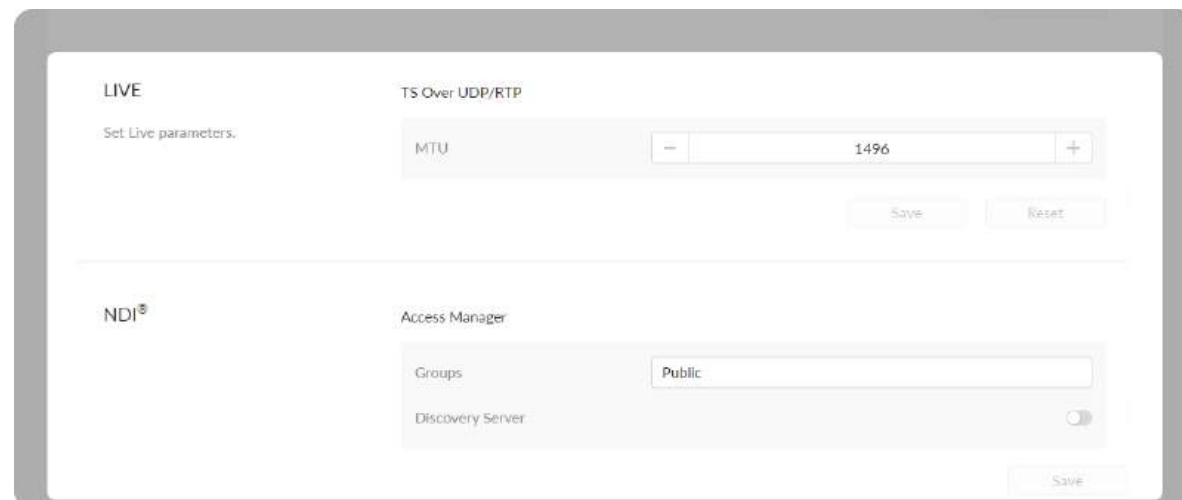 LIVE
TS Over UDP/RTP
Set Live parameters.
MTU
− 1496 +
Save Reset
NDI®
Access Manager
Groups Public
Discovery Server
Save